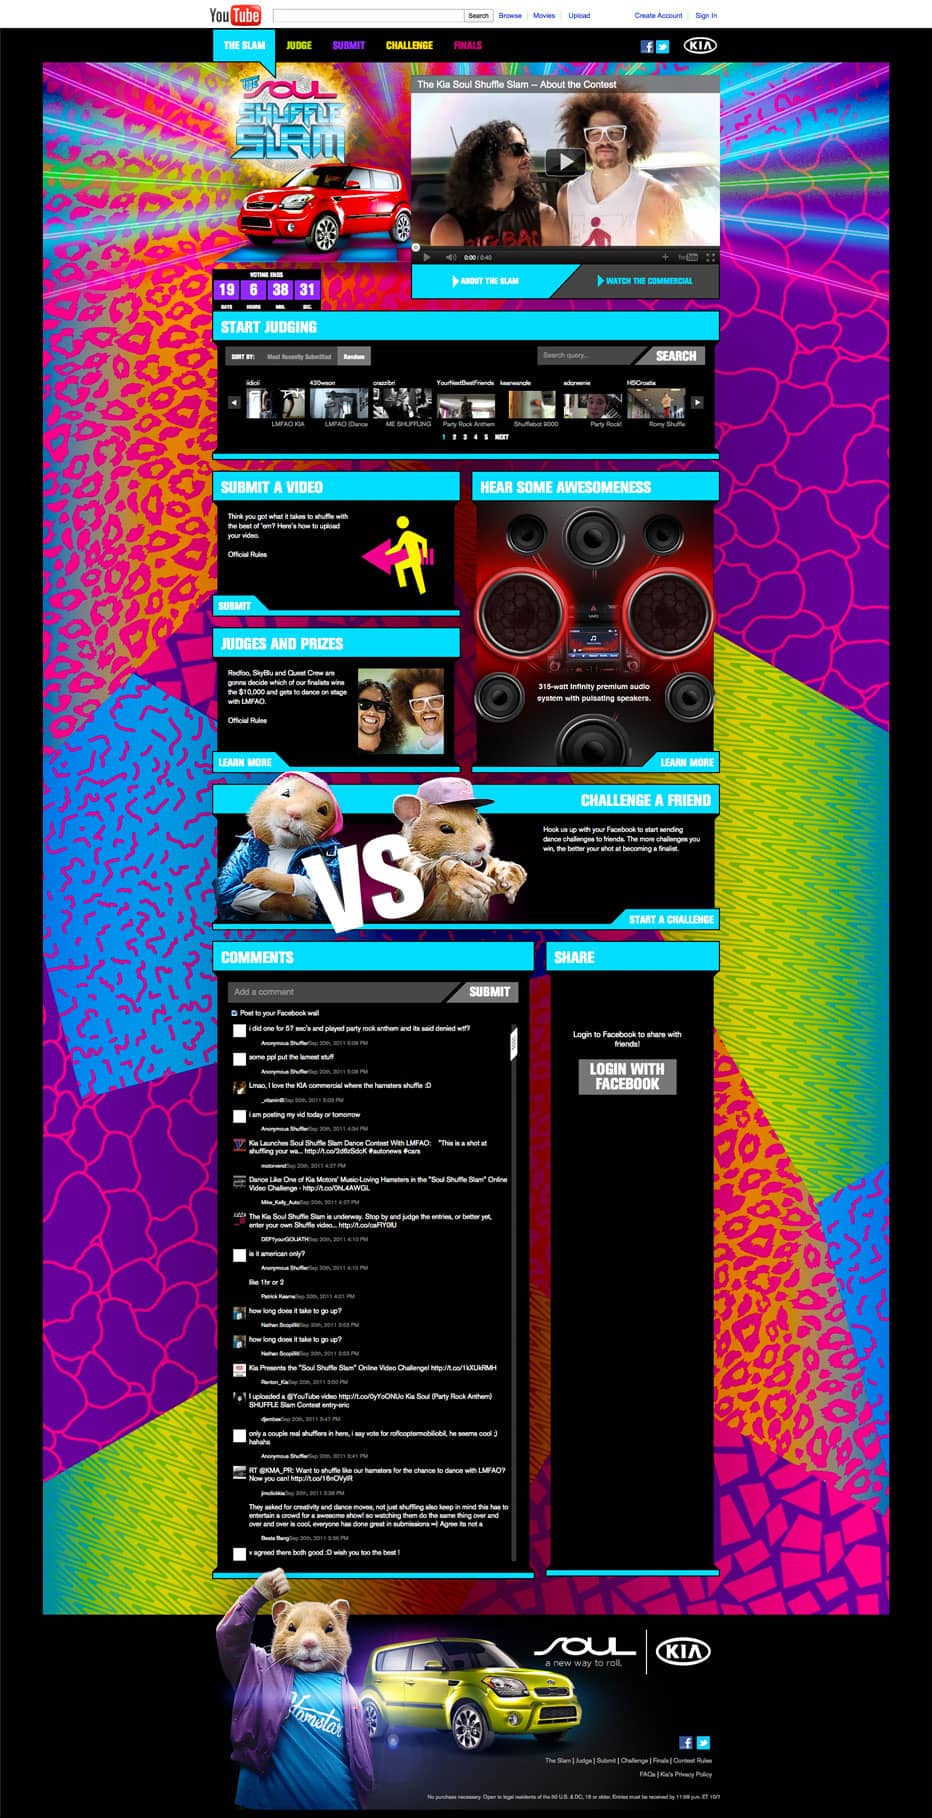 YouTube
Search
Browse
Movies
Upload
Create Account
Sign In
THE SLAM
JUDGE
SUBMIT
CHALLENGE
FINALS
KIA
THE
SOUL
SHUFFLE
SLAM
The Kia Soul Shuffle Slam -- About the Contest
0:00 / 0:40
ABOUT THE SLAM
WATCH THE COMMERCIAL
VOTING ENDS
19 6 38 31
DAYS HOURS MIN. SEC.
START JUDGING
SORT BY: Most Recently Submitted Random
Search query...
SEARCH
430wson orazzibri YourNextBestFriends keanwangle adqreenie HSCroatia
LMFAO KIA LMFAO (Dance ME SHUFFLING Party Rock Anthem Shufflebot 9000 Party Rock! Romy Shuffle
1 2 3 4 5 NEXT
SUBMIT A VIDEO
Think you got what it takes to shuffle with
the best of 'em? Here's how to upload
your video.
Official Rules
SUBMIT
HEAR SOME AWESOMENESS
315-watt Infinity premium audio
system with pulsating speakers.
LEARN MORE
JUDGES AND PRIZES
Redfoo, SkyBlu and Quest Crew are
gonna decide which of our finalists wins
the $10,000 and gets to dance on stage
with LMFAO.
Official Rules
LEARN MORE
CHALLENGE A FRIEND
VS
Hook us up with your Facebook to start sending
dance challenges to friends. The more challenges you
win, the better your shot at becoming a finalist.
START A CHALLENGE
COMMENTS
Add a comment
SUBMIT
Post to your Facebook wall
i did one for 57 sec's and played party rock anthem and its said denied wtf?
Anonymous Shuffler Sep 20th, 2011 5:08 PM
some ppl put the lamest stuff
Anonymous Shuffler Sep 20th, 2011 5:08 PM
Lmao, I love the KIA commercial where the hamsters shuffle :D
Sep 20th, 2011 5:03 PM
i am posting my vid today or tomorrow
Anonymous Shuffler Sep 20th, 2011 4:34 PM
Kia Launches Soul Shuffle Slam Dance Contest With LMFAO: "This is a shot at
shuffling your wa... http://t.co/2d6zSdcK #autonews #cars
motorvend Sep 20th, 2011 4:27 PM
Dance Like One of Kia Motors' Music-Loving Hamsters in the "Soul Shuffle Slam" Online
Video Challenge - http://t.co/0hL4AWGL
Mike_Kelly_Auto Sep 20th, 2011 4:27 PM
The Kia Soul Shuffle Slam is underway. Stop by and judge the entries, or better yet,
enter your own Shuffle video... http://t.co/caFlY0fU
DEFYyourGOLIATH Sep 20th, 2011 4:10 PM
is it american only?
Anonymous Shuffler Sep 20th, 2011 4:10 PM
like 1hr or 2
Patrick Kearns Sep 20th, 2011 4:01 PM
how long does it take to go up?
Nathan Sep 20th, 2011 3:53 PM
how long does it take to go up?
Nathan Sep 20th, 2011 3:53 PM
Kia Presents the "Soul Shuffle Slam" Online Video Challenge! http://t.co/1kXUkRMH
Renton_Kia Sep 20th, 2011 3:50 PM
I uploaded a @YouTube video http://t.co/0yYoONUo Kia Soul (Party Rock Anthem)
SHUFFLE Slam Contest entry-eric
djembax Sep 20th, 2011 3:47 PM
only a couple real shufflers in here, i say vote for roflcoptermobilobil, he seems cool ;)
hahaha
Anonymous Shuffler Sep 20th, 2011 3:41 PM
RT @KMA_PR: Want to shuffle like our hamsters for the chance to dance with LMFAO?
Now you can! http://t.co/16nOVylR
Sep 20th, 2011 3:38 PM
They asked for creativity and dance moves, not just shuffling also keep in mind this has to
entertain a crowd for a awesome show! so watching them do the same thing over and
over and over is cool, everyone has done great in submissions =] Agree its not a
Beats Bang Sep 20th, 2011 3:36 PM
v agreed there both good :D wish you too the best !
SHARE
Login to Facebook to share with
friends!
LOGIN WITH
FACEBOOK
Hamstar
SOUL
a new way to roll.
KIA
The Slam | Judge | Submit | Challenge | Finals | Contest Rules
FAQs | Kia's Privacy Policy
No purchase necessary. Open to legal residents of the 50 U.S. & DC, 18 or older. Entries must be received by 11:59 p.m. ET 10/1